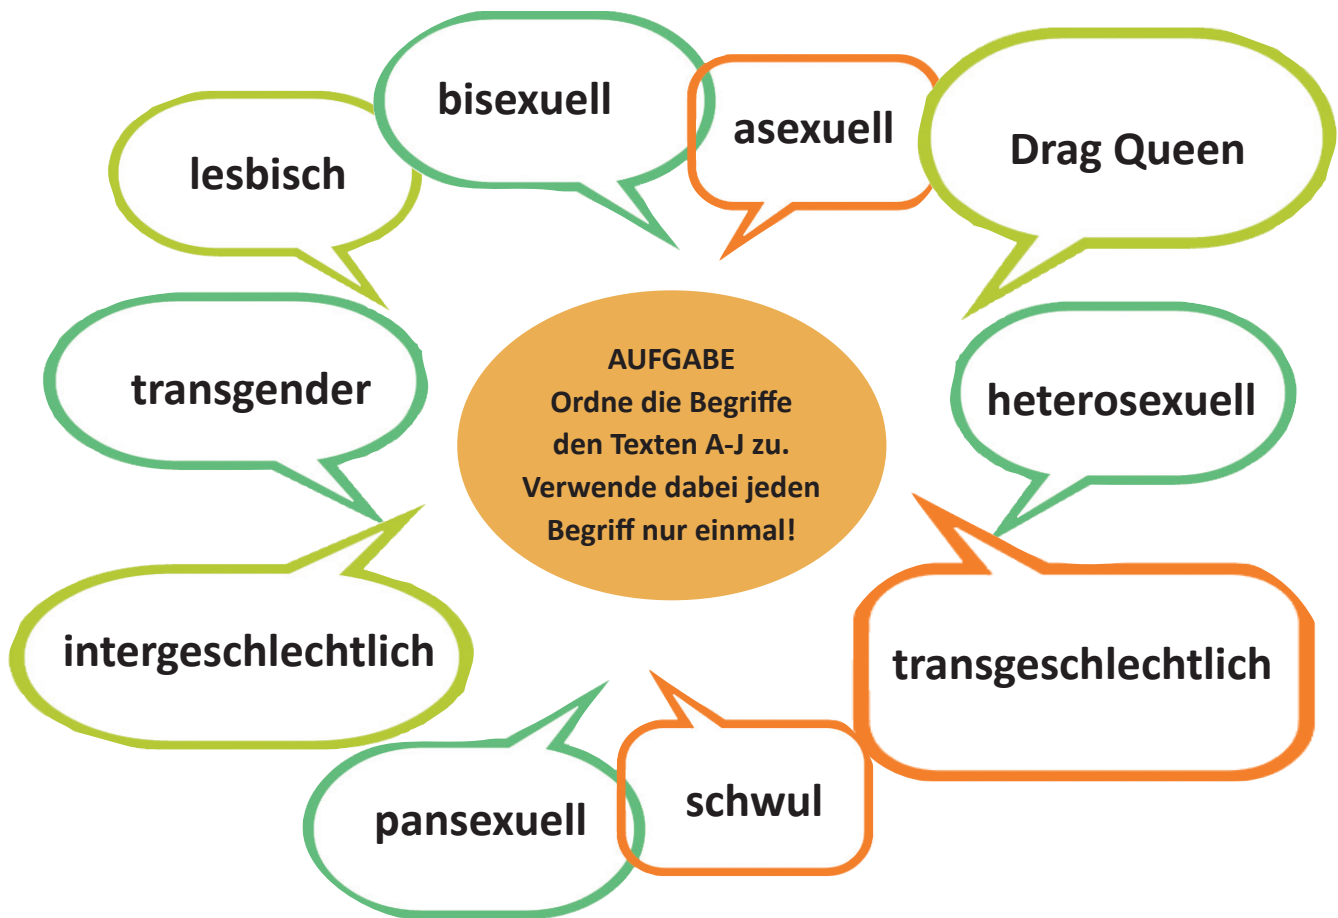 bisexuell
asexuell
Drag Queen
lesbisch
transgender
AUFGABE
Ordne die Begriffe
den Texten A-J zu.
Verwende dabei jeden
Begriff nur einmal!
heterosexuell
intergeschlechtlich
transgeschlechtlich
pansexuell
schwul